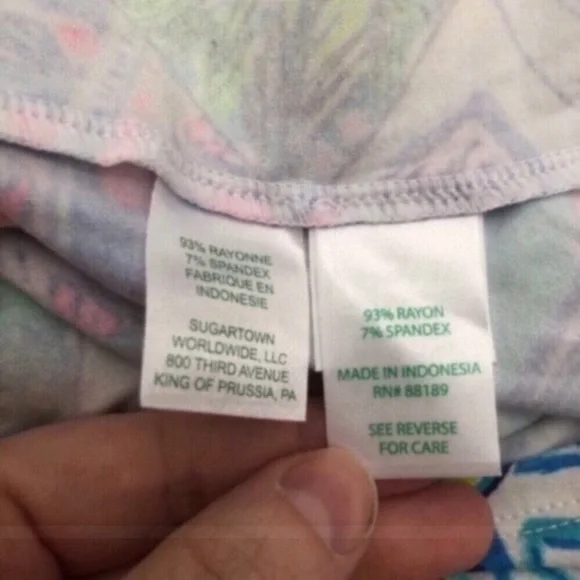 93% RAYONNE
7% SPANDEX
FABRIQUE EN
INDONESIE
SUGARTOWN
WORLDWIDE, LLC
800 THIRD AVENUE
KING OF PRUSSIA, PA
93% RAYON
7% SPANDEX
MADE IN INDONESIA
RN# 88189
SEE REVERSE
FOR CARE